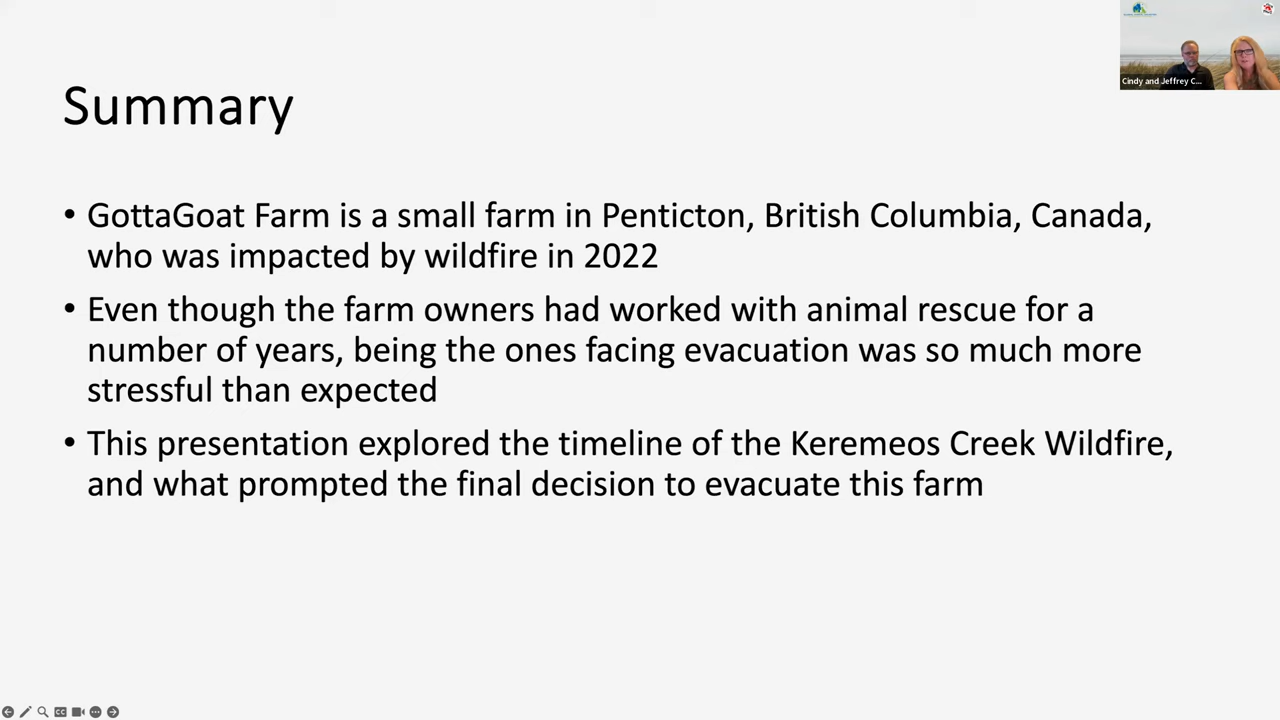 Cindy and Jeffrey C...
Summary
• GottaGoat Farm is a small farm in Penticton, British Columbia, Canada,
who was impacted by wildfire in 2022
• Even though the farm owners had worked with animal rescue for a
number of years, being the ones facing evacuation was so much more
stressful than expected
• This presentation explored the timeline of the Keremeos Creek Wildfire,
and what prompted the final decision to evacuate this farm
CC